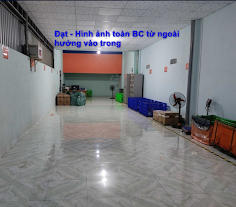 Đạt - Hình ảnh toàn BC từ ngoài
hướng vào trong